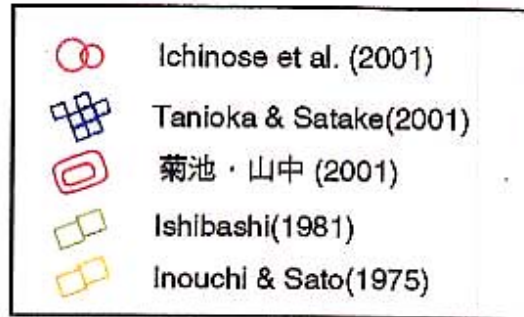 Ichinose et al. (2001)
Tanioka & Satake(2001)
菊池・山中 (2001)
Ishibashi(1981)
Inouchi & Sato(1975)